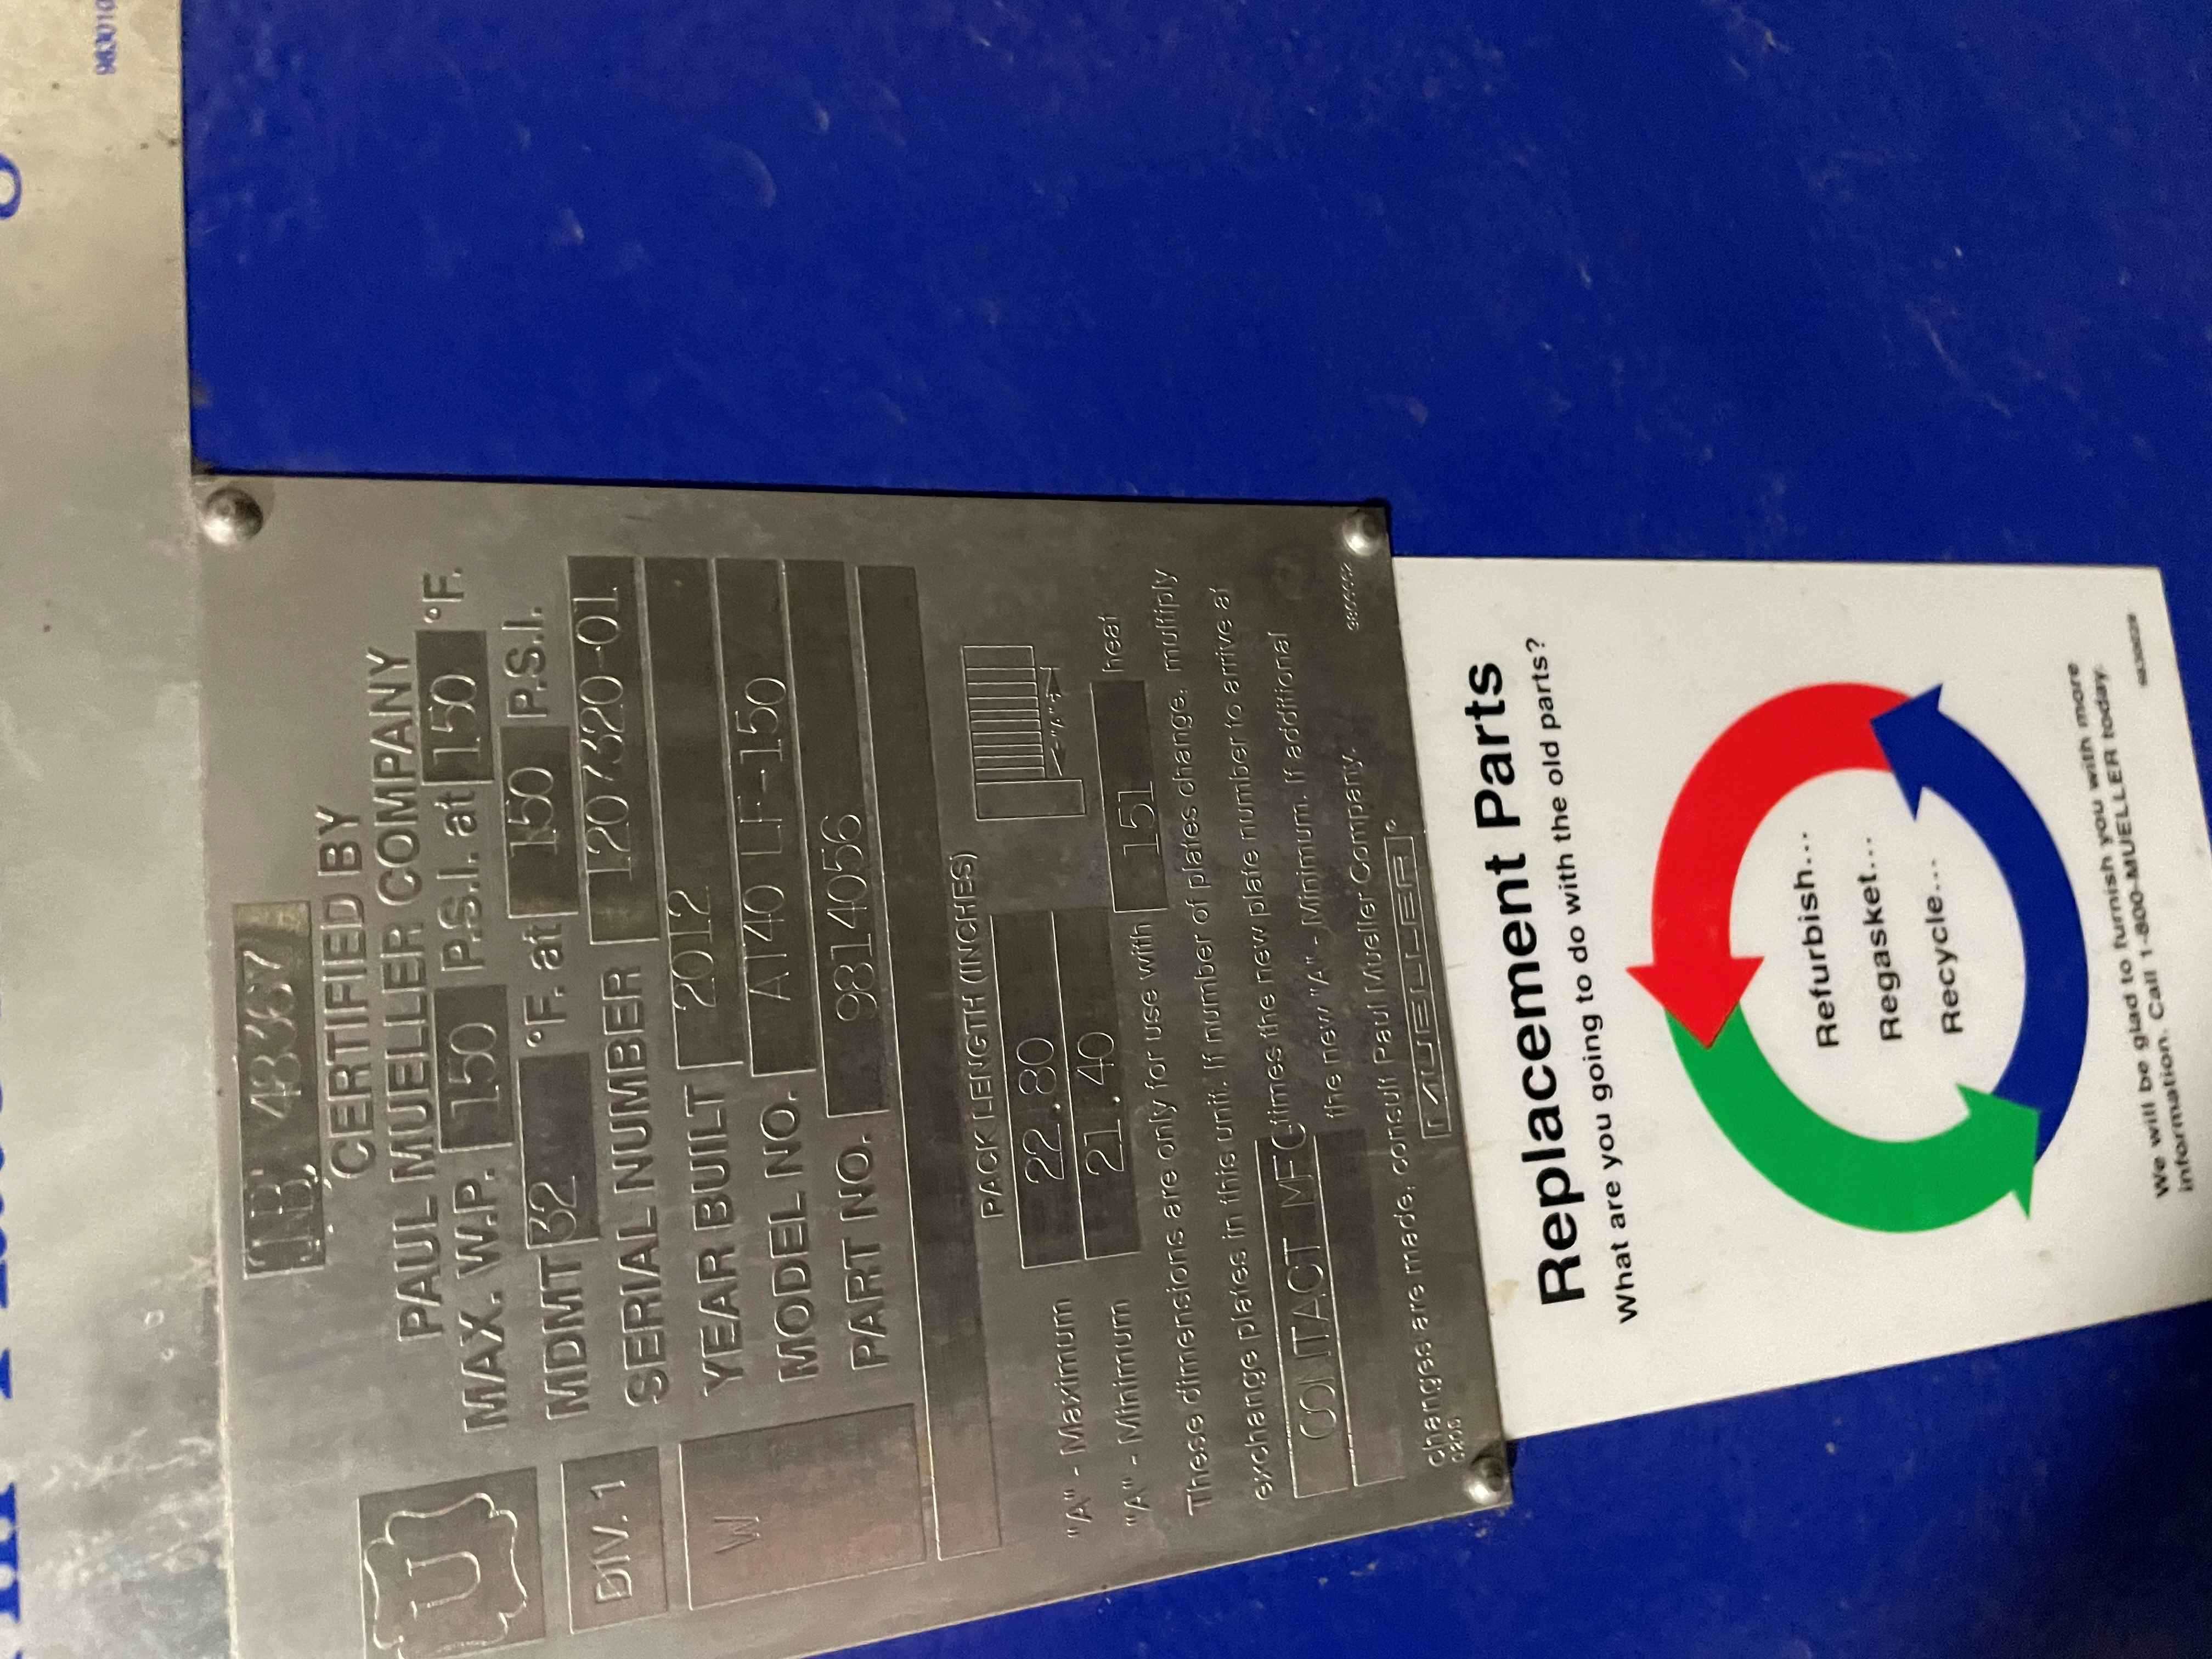 U
DIV. 1
W
CERTIFIED BY
PAUL MUELLER COMPANY
MAX. W.P. 150 P.S.I. at 150 °F.
MDMT 32 °F. at 150 P.S.I.
SERIAL NUMBER 1207320-01
YEAR BUILT 2012
MODEL NO. AT40 LF-150
PART NO. 9814056
PACK LENGTH (INCHES)
"A" - Maximum 22.80
"A" - Minimum 21.40
"A"
These dimensions are only for use with 151 heat
exchange plates in this unit. If number of plates change, multiply
CONTACT MFG times the new plate number to arrive at
the new "A" - Minimum. If additional
changes are made, consult Paul Mueller Company.
MUELLER
Replacement Parts
What are you going to do with the old parts?
Refurbish...
Regasket...
Recycle...
We will be glad to furnish you with more
information. Call 1-800-MUELLER today.